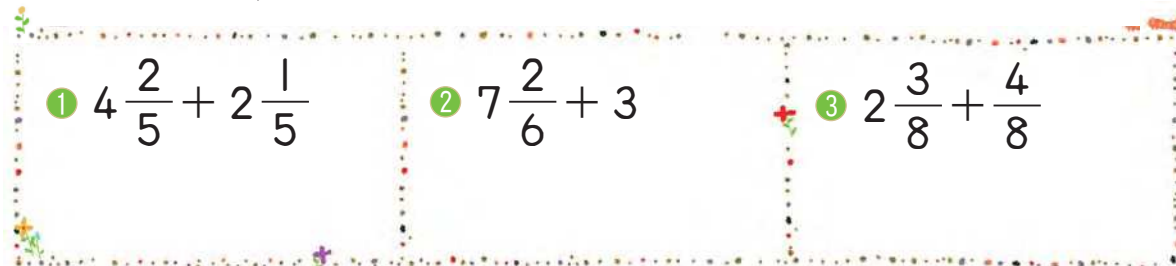 ❶ 4 2/5 + 2 1/5
❷ 7 2/6 + 3
❸ 2 3/8 + 4/8